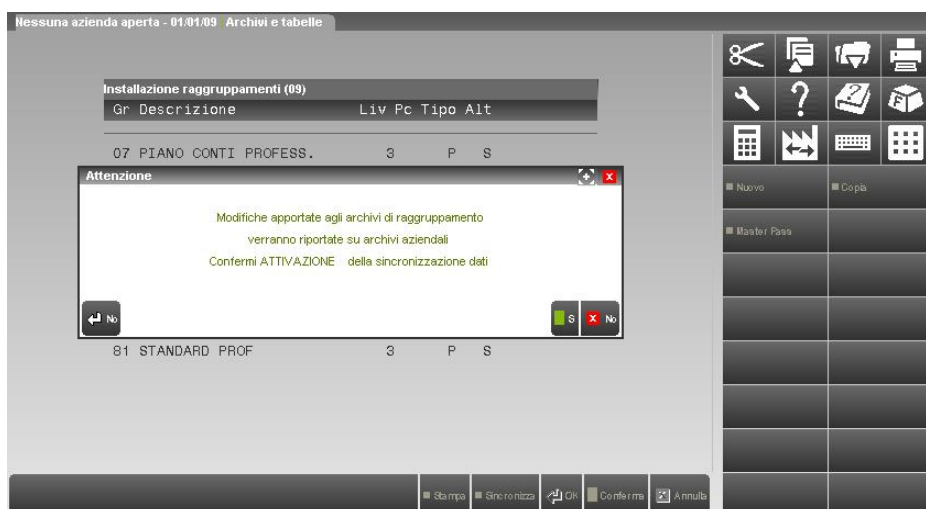 Nessuna azienda aperta - 01/01/09 Archivi e tabelle
Installazione raggruppamenti (09)
Gr Descrizione Liv Pc Tipo Alt
07 PIANO CONTI PROFESS. 3 P S
Attenzione
Modifiche apportate agli archivi di raggruppamento
verranno riportate su archivi aziendali
Confermi ATTIVAZIONE della sincronizzazione dati
No S X No
81 STANDARD PROF 3 P S
Nuovo Copia
Master Pass
Stampa Sincronizza OK Conferma Annulla